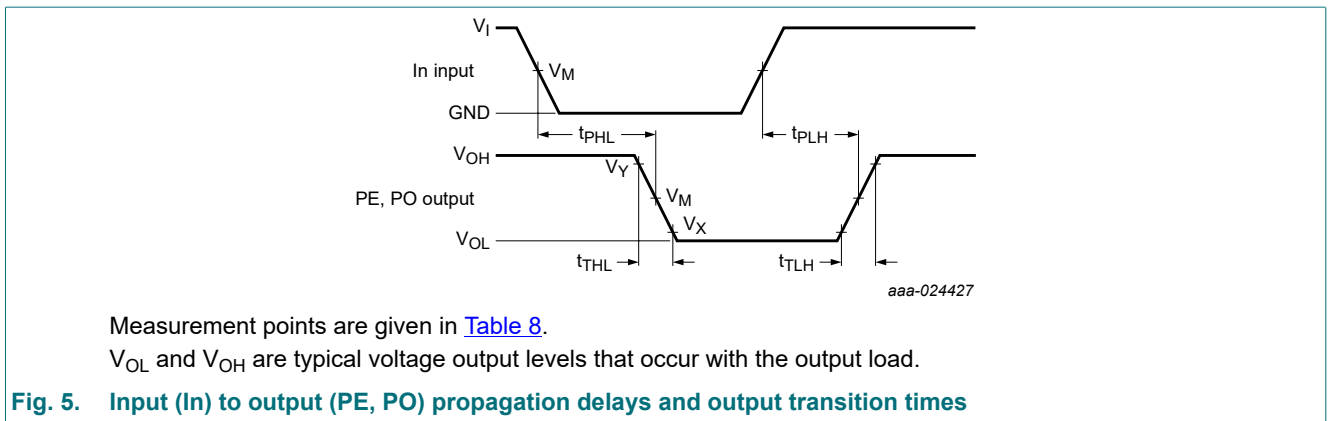 V_I
In input
V_M
GND
t_PHL
t_PLH
V_OH
V_Y
PE, PO output
V_M
V_X
V_OL
t_THL
t_TLH
aaa-024427
Measurement points are given in Table 8.
V_OL and V_OH are typical voltage output levels that occur with the output load.
Fig. 5. Input (In) to output (PE, PO) propagation delays and output transition times